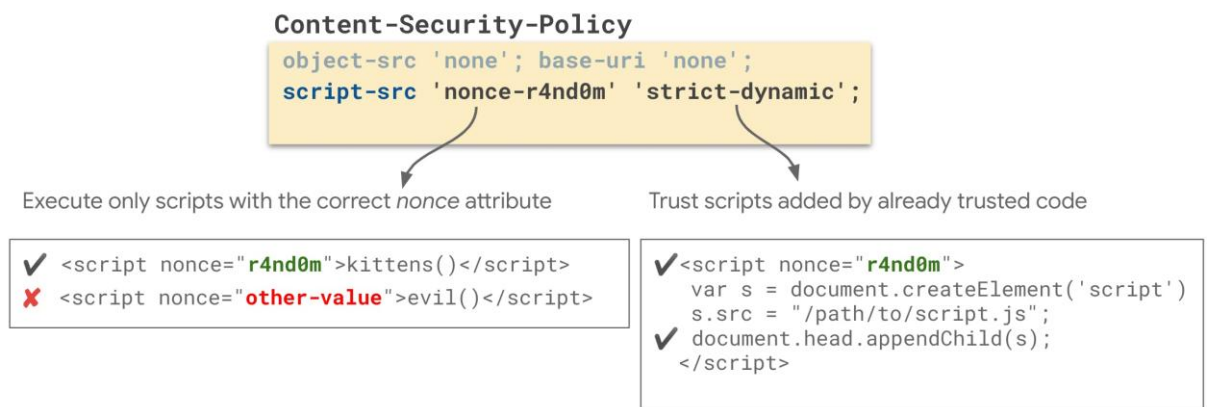 Content-Security-Policy
object-src 'none'; base-uri 'none';
script-src 'nonce-r4nd0m' 'strict-dynamic';
Execute only scripts with the correct nonce attribute
✔ <script nonce="r4nd0m">kittens()</script>
✘ <script nonce="other-value">evil()</script>
Trust scripts added by already trusted code
✔<script nonce="r4nd0m">
var s = document.createElement('script')
s.src = "/path/to/script.js";
✔ document.head.appendChild(s);
</script>